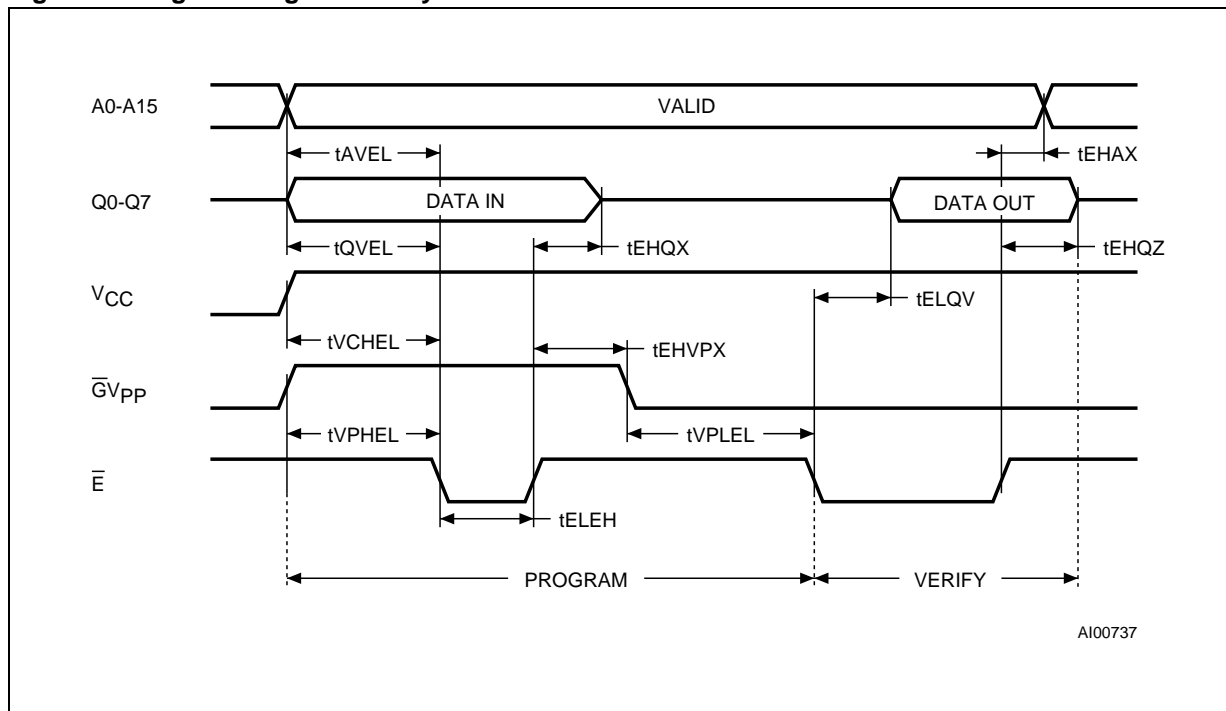 A0-A15
VALID
tAVEL
tEHAX
Q0-Q7
DATA IN
DATA OUT
tQVEL
tEHQX
tEHQZ
VCC
tELQV
tVCHEL
tEHVPX
G̅VPP
tVPHEL
tVPLEL
E̅
tELEH
PROGRAM
VERIFY
AI00737